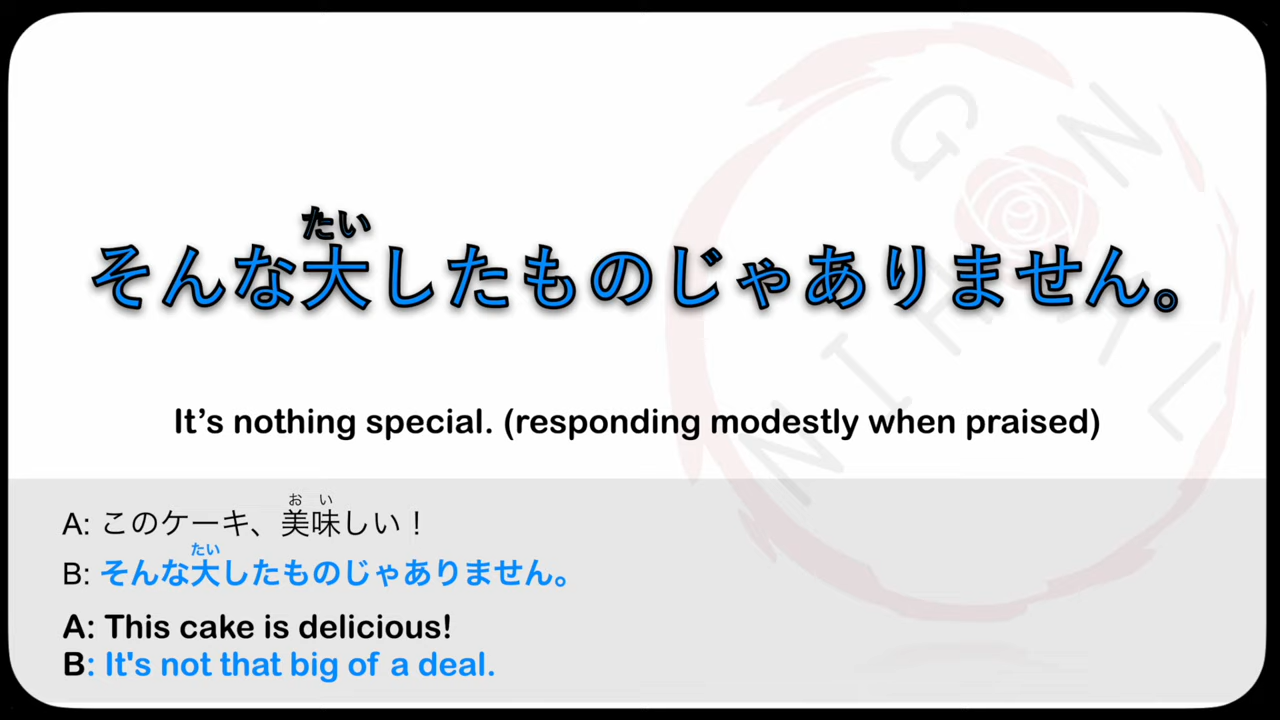 たい
そんな大したものじゃありません。
It's nothing special. (responding modestly when praised)
お い
A: このケーキ、美味しい！
たい
B: そんな大したものじゃありません。
A: This cake is delicious!
B: It's not that big of a deal.
NIHON GAL